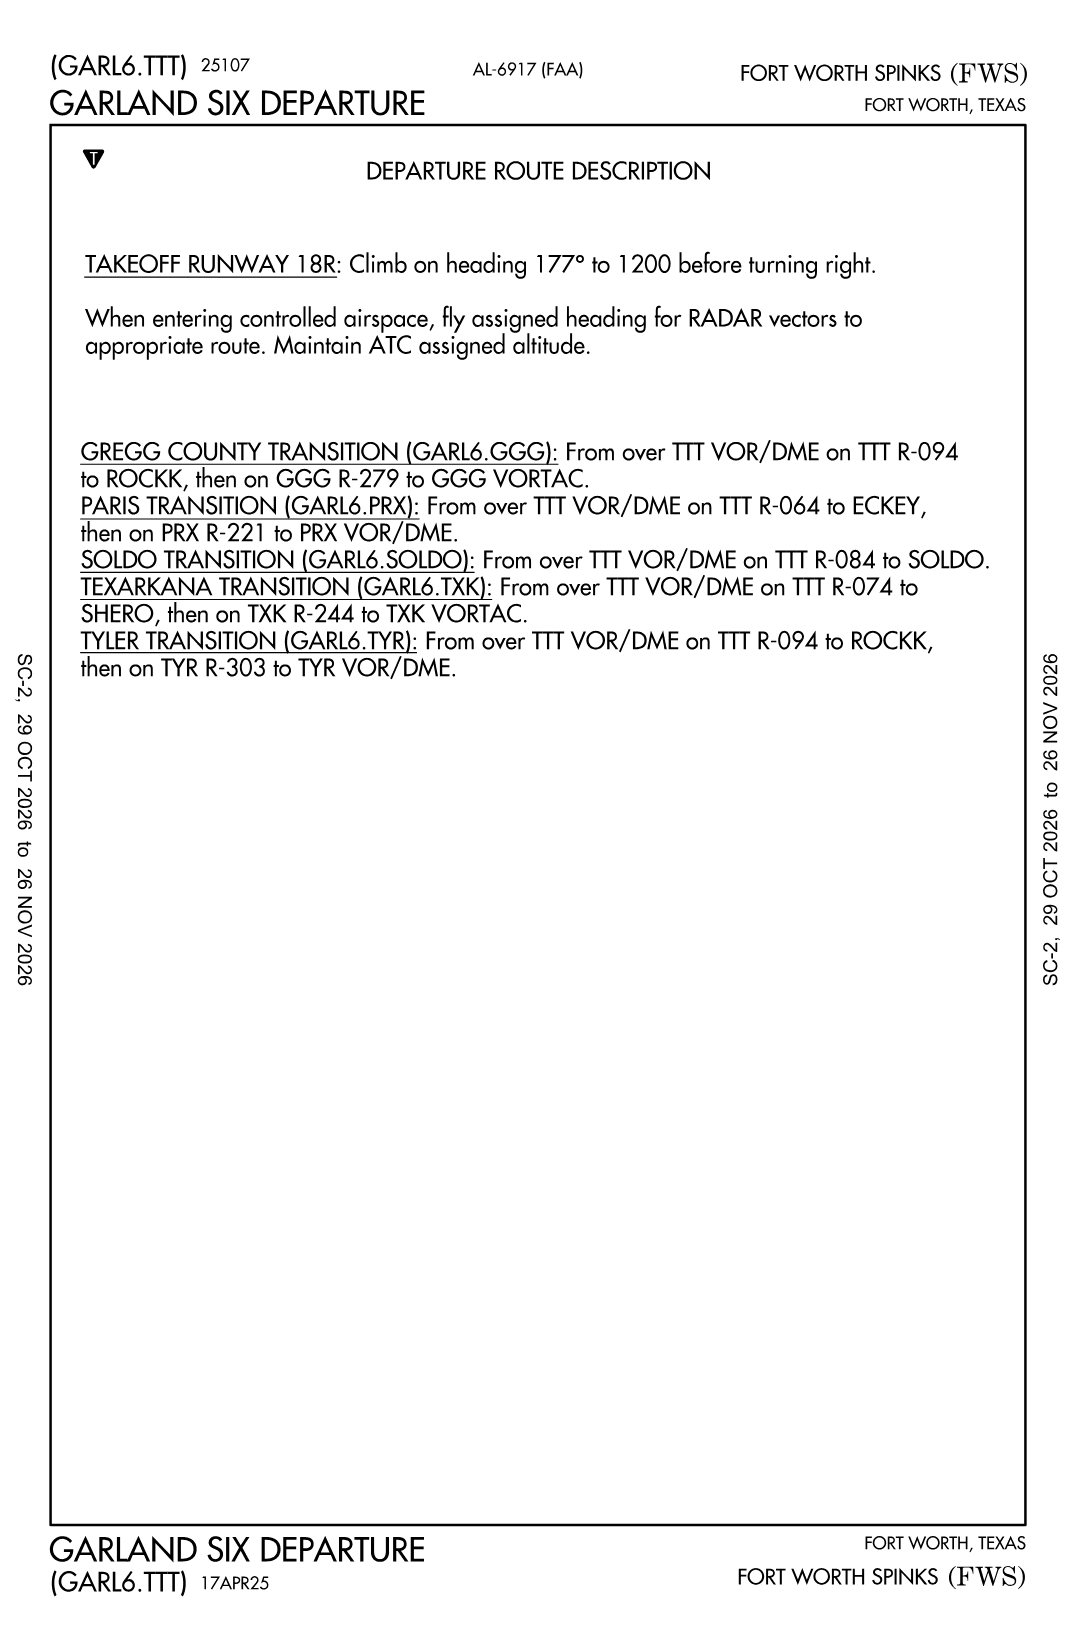 (GARL6.TTT) 25107
AL-6917 (FAA)
FORT WORTH SPINKS (FWS)
GARLAND SIX DEPARTURE
FORT WORTH, TEXAS
T
DEPARTURE ROUTE DESCRIPTION
TAKEOFF RUNWAY 18R: Climb on heading 177° to 1200 before turning right.
When entering controlled airspace, fly assigned heading for RADAR vectors to
appropriate route. Maintain ATC assigned altitude.
GREGG COUNTY TRANSITION (GARL6.GGG): From over TTT VOR/DME on TTT R-094
to ROCKK, then on GGG R-279 to GGG VORTAC.
PARIS TRANSITION (GARL6.PRX): From over TTT VOR/DME on TTT R-064 to ECKEY,
then on PRX R-221 to PRX VOR/DME.
SOLDO TRANSITION (GARL6.SOLDO): From over TTT VOR/DME on TTT R-084 to SOLDO.
TEXARKANA TRANSITION (GARL6.TXK): From over TTT VOR/DME on TTT R-074 to
SHERO, then on TXK R-244 to TXK VORTAC.
TYLER TRANSITION (GARL6.TYR): From over TTT VOR/DME on TTT R-094 to ROCKK,
then on TYR R-303 to TYR VOR/DME.
SC-2, 29 OCT 2026 to 26 NOV 2026
SC-2, 29 OCT 2026 to 26 NOV 2026
GARLAND SIX DEPARTURE
FORT WORTH, TEXAS
(GARL6.TTT) 17APR25
FORT WORTH SPINKS (FWS)